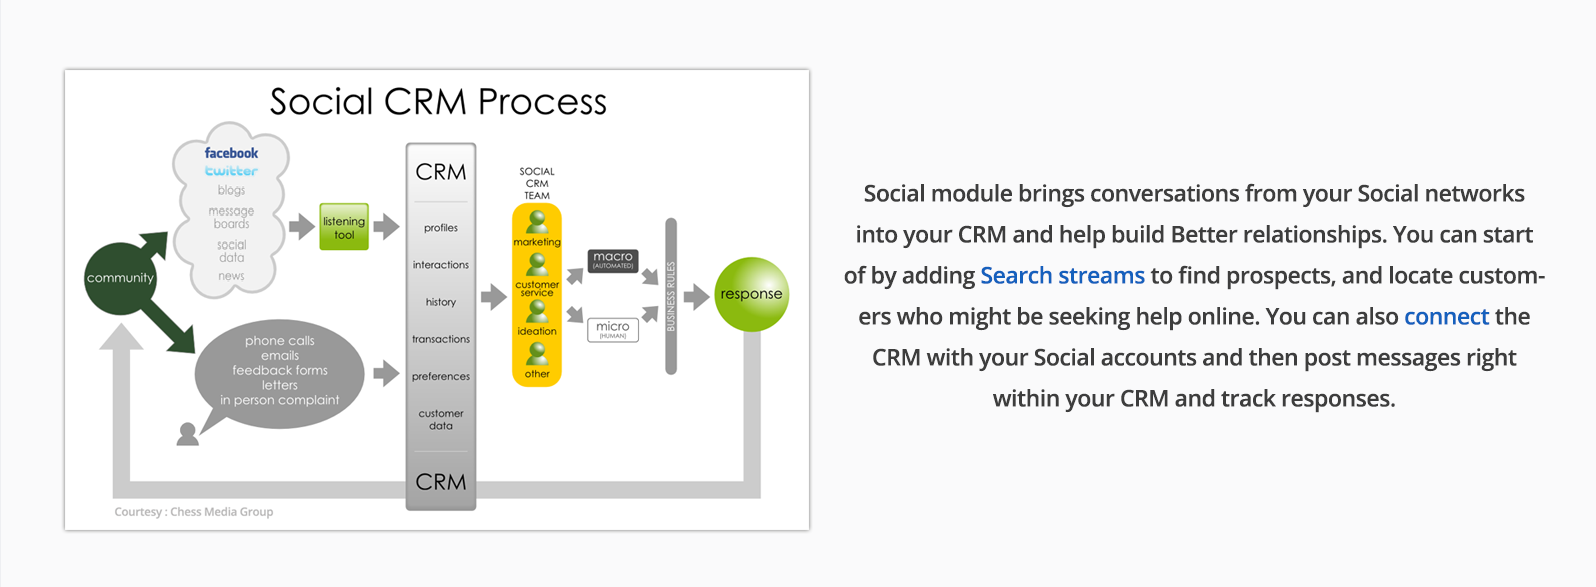 Social CRM Process
facebook
twitter
blogs
message
boards
social
data
news
community
listening
tool
phone calls
emails
feedback forms
letters
in person complaint
CRM
profiles
interactions
history
transactions
preferences
customer
data
CRM
SOCIAL
CRM
TEAM
marketing
customer
service
ideation
other
macro
(AUTOMATED)
micro
(HUMAN)
BUSINESS RULES
response
Courtesy : Chess Media Group
Social module brings conversations from your Social networks
into your CRM and help build Better relationships. You can start
of by adding Search streams to find prospects, and locate custom-
ers who might be seeking help online. You can also connect the
CRM with your Social accounts and then post messages right
within your CRM and track responses.